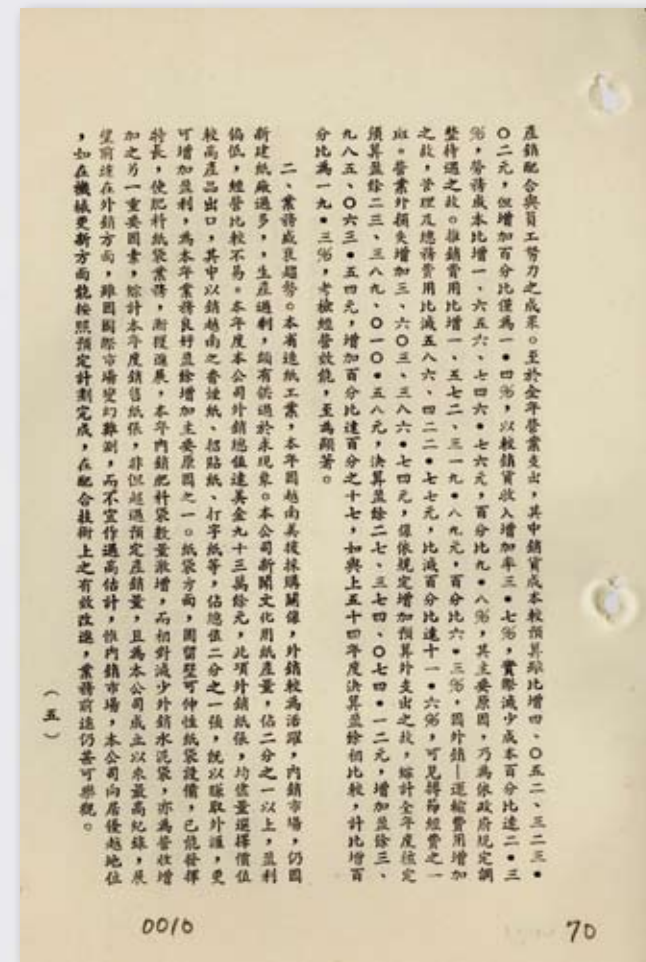 產銷配合與員工努力之成果。至於全年營業支出,其中銷貨成本較預算雖比增四、〇五二、三二三•
〇二元,但增加百分比僅為一•四%,以較銷貨收入增加率三•七%,實際減少成本百分比達二•三
%,勞務成本比增一、六五六、七四六•七六元,百分比九•八%,其主要原因,乃為依政府規定調
整待遇之故。推銷費用比增一、五七二、三一九•八九元,百分比六•三%,因外銷—運輸費用增加
之故,管理及總務費用比減五八六、四二二•七七元,比減百分比達十一•六%,可見撙節經費之一
斑。營業外損失增加三、六〇三、三八六•七四元,係依規定增加預算外支出之故,綜計全年度核定
預算盈餘二三、三八九、〇一〇•五八元,決算盈餘二七、三七四、〇七四•一二元,增加盈餘三、
九八五、〇六三•五四元,增加百分比達百分之十七,如與上五十四年度決算盈餘相比較,計比增百
分比為一九•三%,考檢經營效能,至為顯著。
二、業務盛衰趨勢。本省造紙工業,本年因越南美援採購關係,外銷較為活躍,內銷市場,仍因
新建紙廠過多,,生產過剩,頗有供過於求現象。本公司新聞文化用紙產量,佔二分之一以上,盈利
偏低,經營比較不易。本年度本公司外銷總值達美金九十三萬餘元,此項外銷紙張,均儘量選擇價值
較高產品出口,其中以銷越南之香煙紙、招貼紙、打字紙等,佔總值二分之一強,既以賺取外滙,更
可增加盈利,為本年業務良好盈餘增加主要原因之一。紙袋方面,因留壁可伸性紙袋設備,已能發揮
特長,使肥料紙袋業務,漸趨進展,本年內銷肥料袋數量激增,而相對減少外銷水泥袋,亦為營收增
加之另一重要因素,綜計本年度銷售紙張,非但超過預定產銷量,且為本公司成立以來最高紀錄,展
望前途在外銷方面,雖因國際市場變幻難測,而不宜作過高估計,惟內銷市場,本公司向居優越地位
,如在機械更新方面能按照預定計劃完成,在配合技術上之有效改進,業務前途仍甚可樂觀。
(五)
0010
70